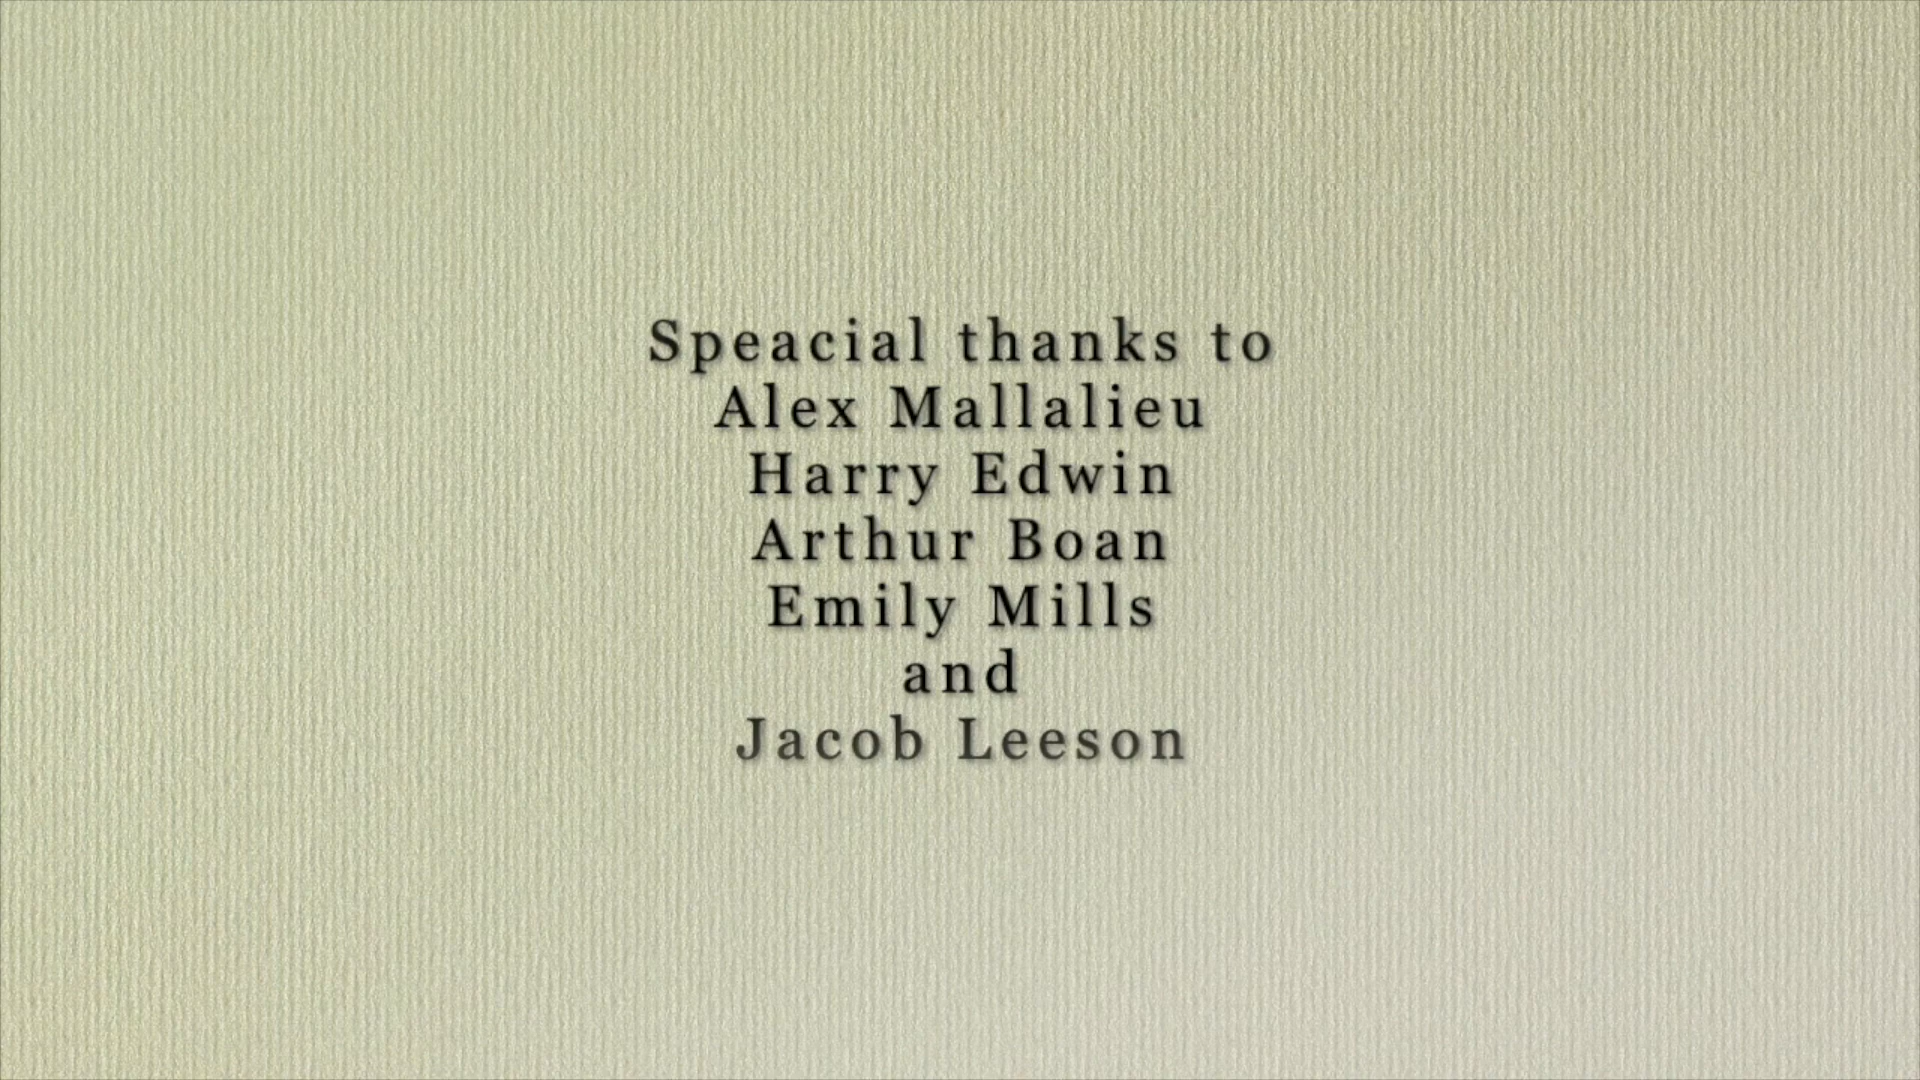 Speacial thanks to
Alex Mallalieu
Harry Edwin
Arthur Boan
Emily Mills
and
Jacob Leeson